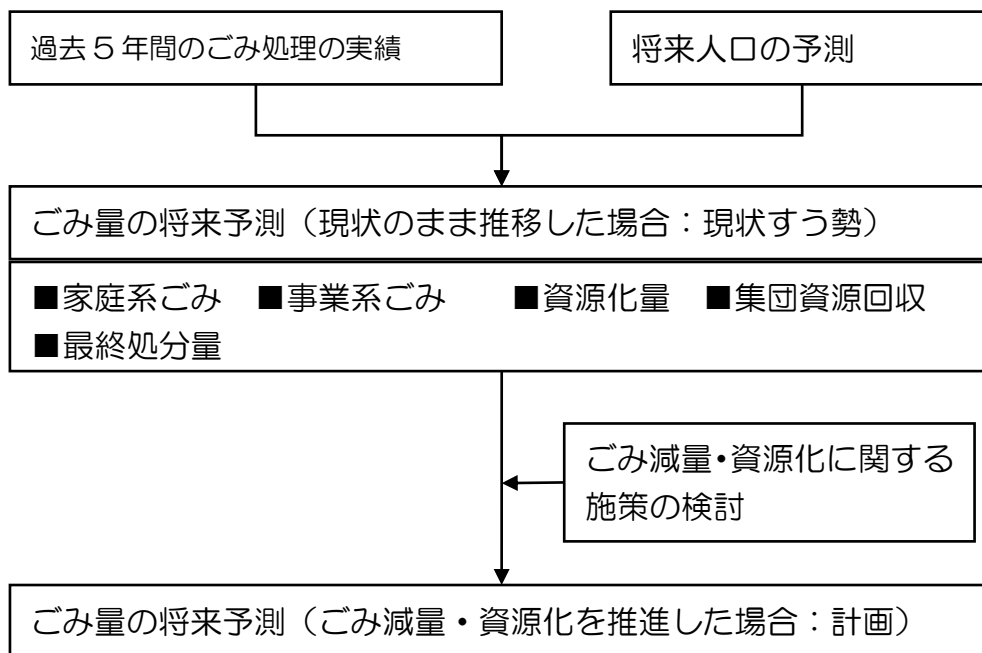 過去５年間のごみ処理の実績
将来人口の予測
ごみ量の将来予測（現状のまま推移した場合：現状すう勢）
■家庭系ごみ　■事業系ごみ　　■資源化量　■集団資源回収
■最終処分量
ごみ減量・資源化に関する
施策の検討
ごみ量の将来予測（ごみ減量・資源化を推進した場合：計画）